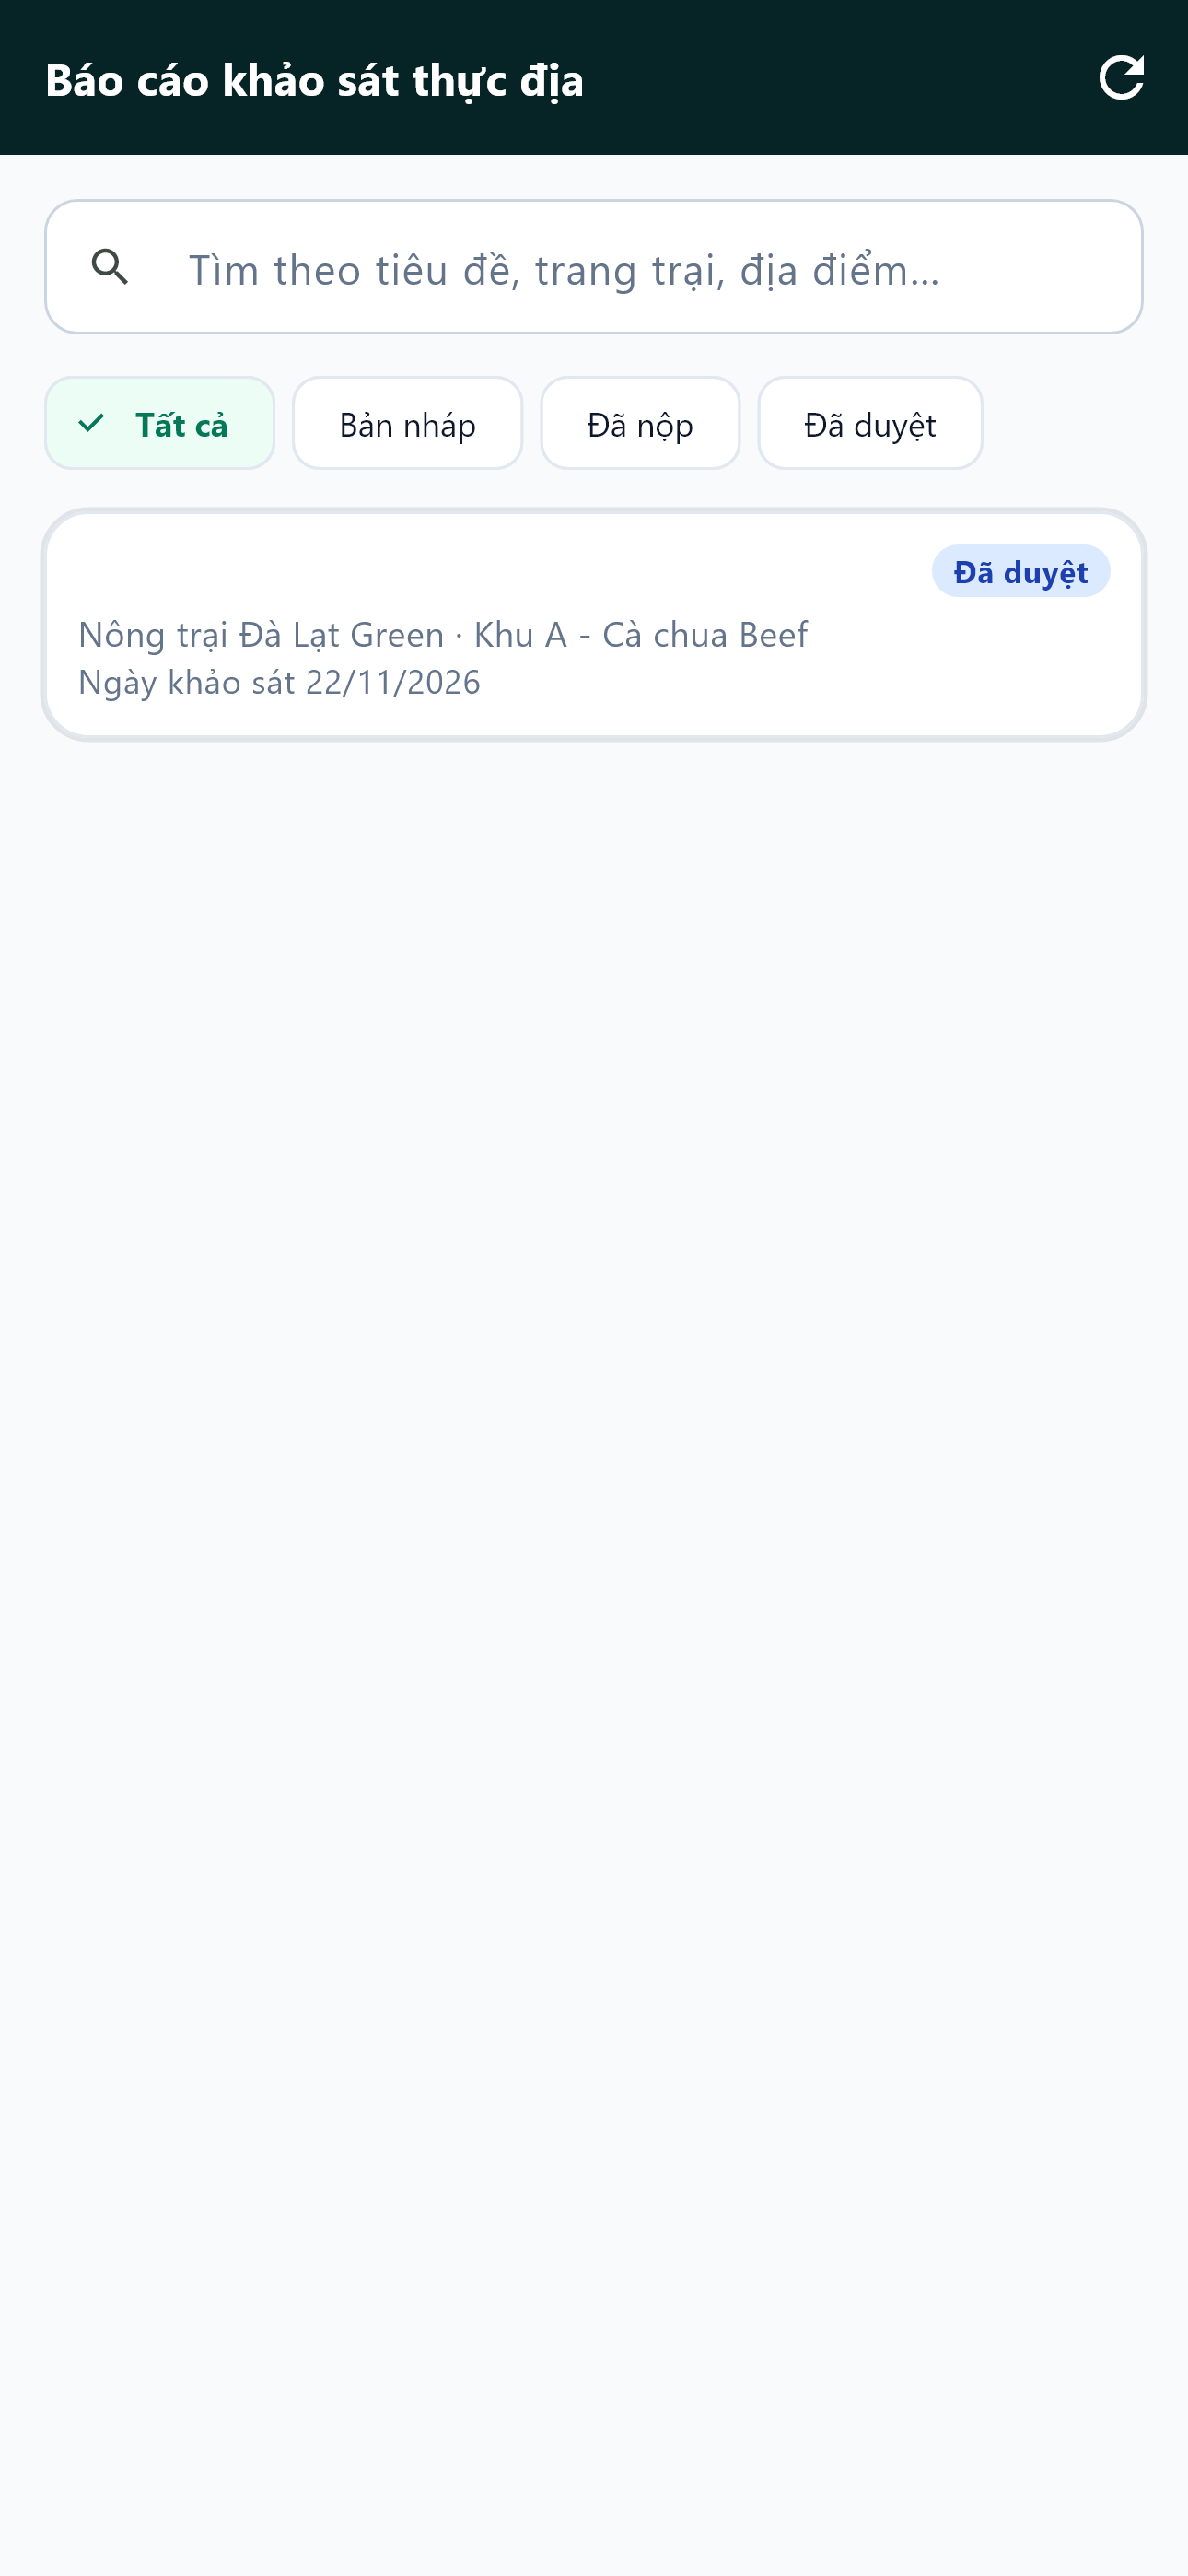 Báo cáo khảo sát thực địa
Tìm theo tiêu đề, trang trại, địa điểm...
Tất cả
Bản nháp
Đã nộp
Đã duyệt
Đã duyệt
Nông trại Đà Lạt Green · Khu A - Cà chua Beef
Ngày khảo sát 22/11/2026